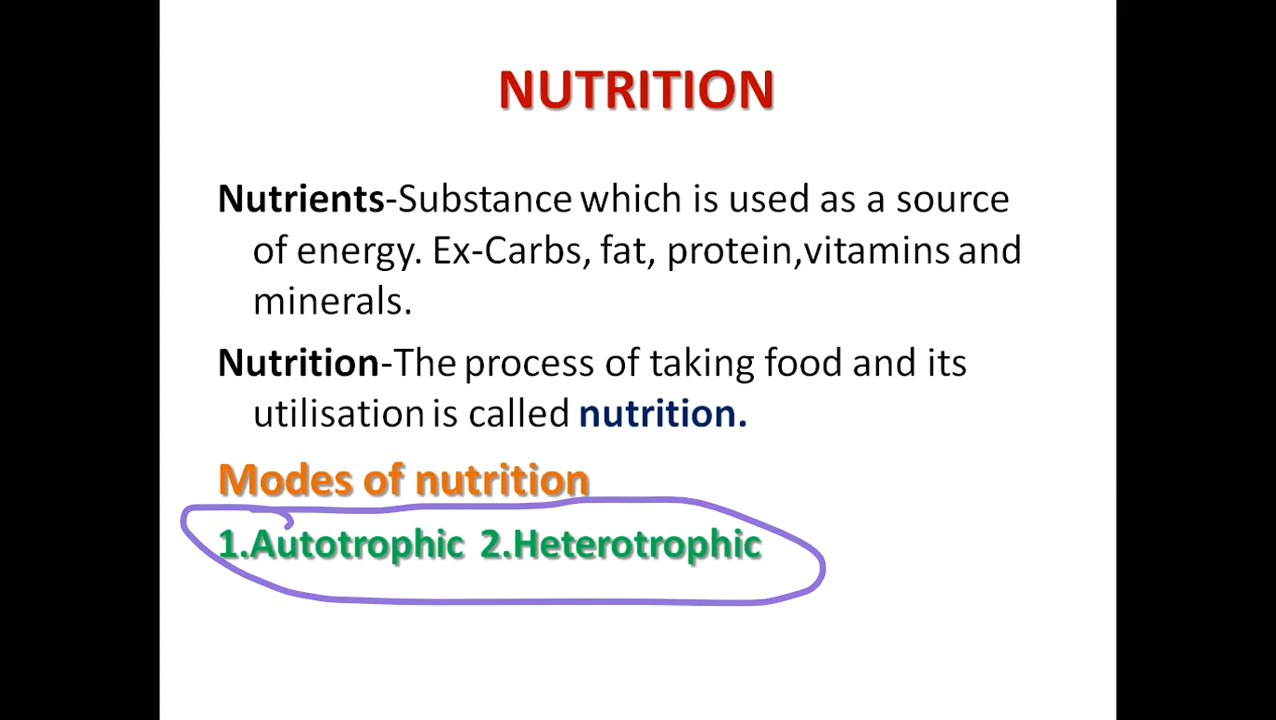 NUTRITION
Nutrients-Substance which is used as a source
of energy. Ex-Carbs, fat, protein,vitamins and
minerals.
Nutrition-The process of taking food and its
utilisation is called nutrition.
Modes of nutrition
1.Autotrophic 2.Heterotrophic